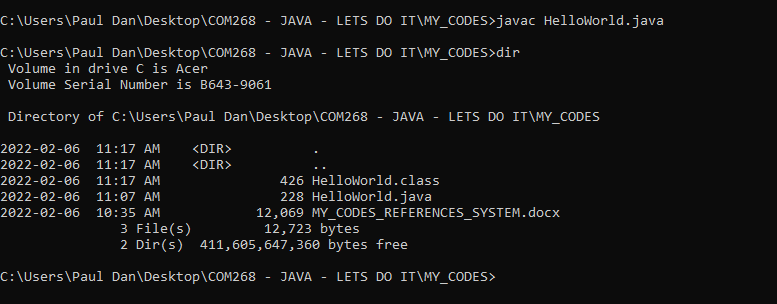 C:\Users\Paul Dan\Desktop\COM268 - JAVA - LETS DO IT\MY_CODES>javac HelloWorld.java
C:\Users\Paul Dan\Desktop\COM268 - JAVA - LETS DO IT\MY_CODES>dir
 Volume in drive C is Acer
 Volume Serial Number is B643-9061
 Directory of C:\Users\Paul Dan\Desktop\COM268 - JAVA - LETS DO IT\MY_CODES
2022-02-06  11:17 AM    <DIR>          .
2022-02-06  11:17 AM    <DIR>          ..
2022-02-06  11:17 AM               426 HelloWorld.class
2022-02-06  11:07 AM               228 HelloWorld.java
2022-02-06  10:35 AM            12,069 MY_CODES_REFERENCES_SYSTEM.docx
               3 File(s)         12,723 bytes
               2 Dir(s)  411,605,647,360 bytes free
C:\Users\Paul Dan\Desktop\COM268 - JAVA - LETS DO IT\MY_CODES>